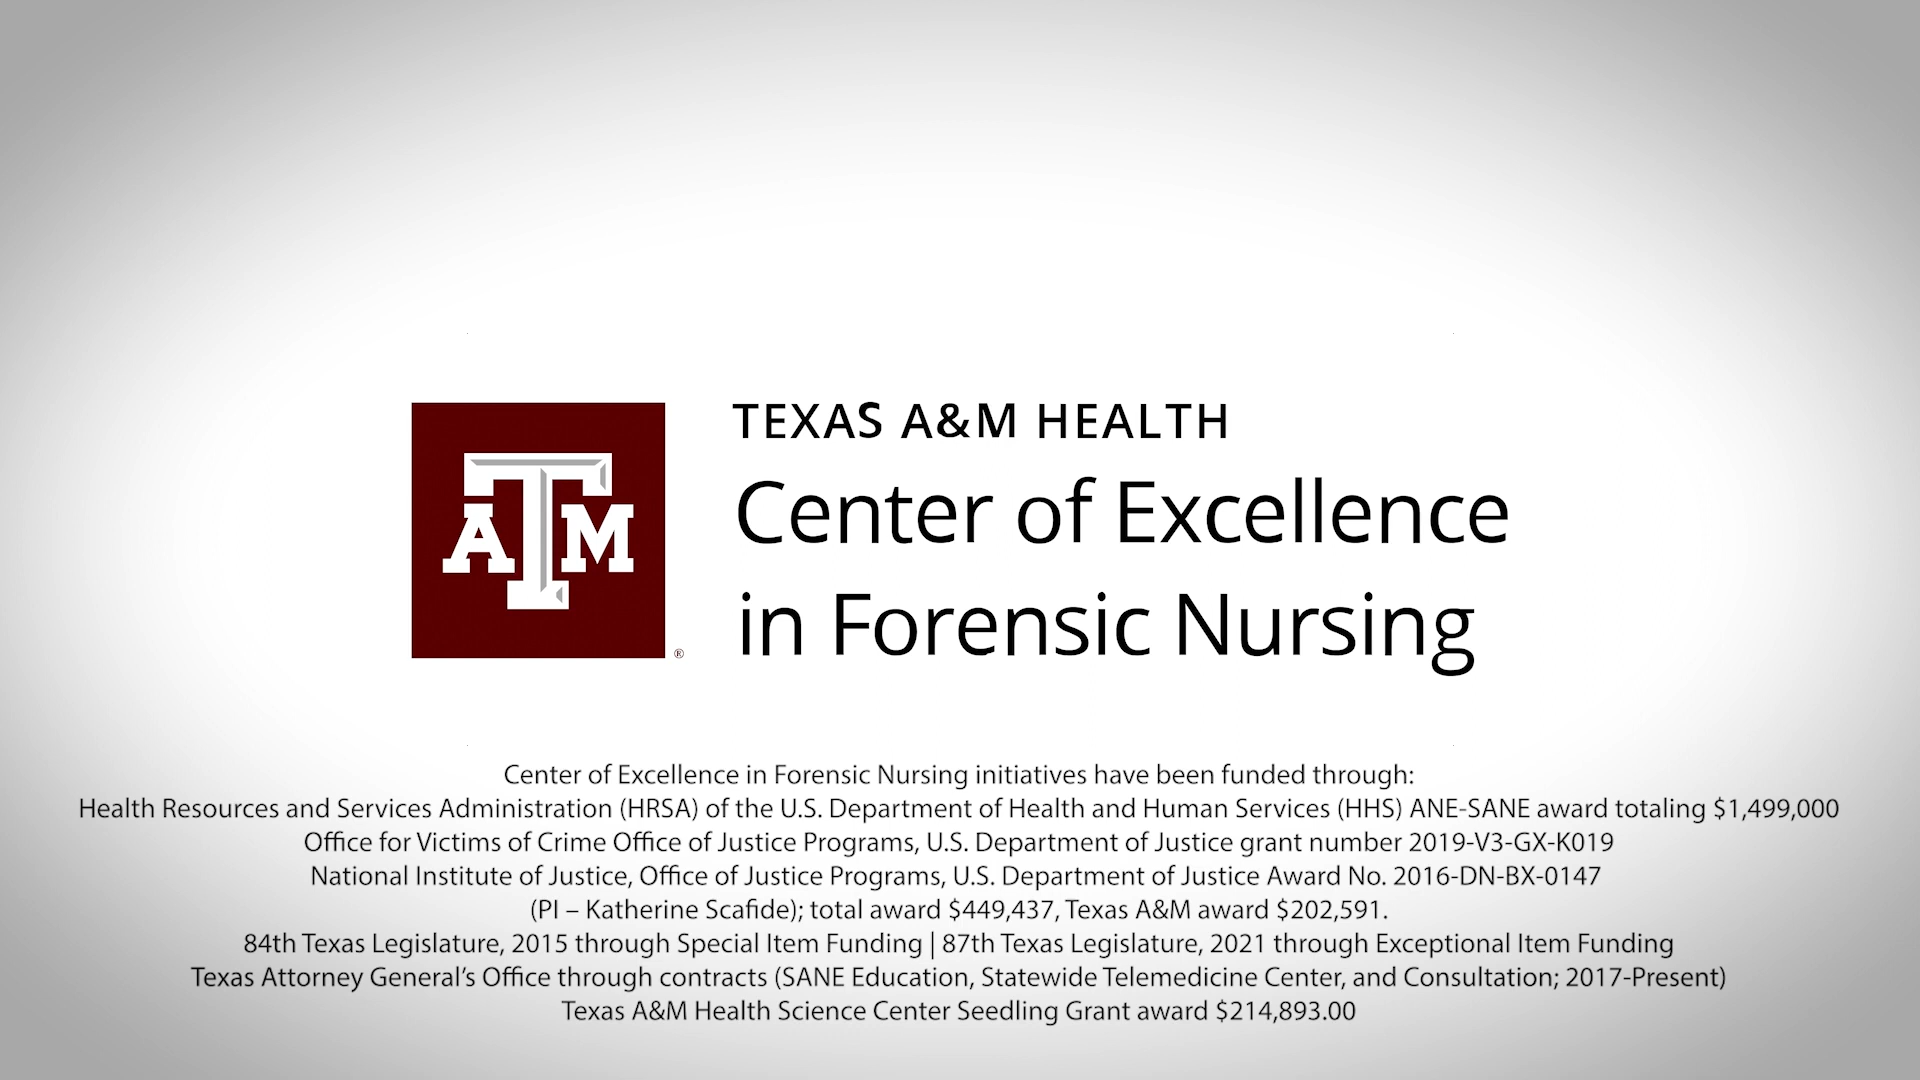 ATM
®
TEXAS A&M HEALTH
Center of Excellence
in Forensic Nursing
Center of Excellence in Forensic Nursing initiatives have been funded through:
Health Resources and Services Administration (HRSA) of the U.S. Department of Health and Human Services (HHS) ANE-SANE award totaling $1,499,000
Office for Victims of Crime Office of Justice Programs, U.S. Department of Justice grant number 2019-V3-GX-K019
National Institute of Justice, Office of Justice Programs, U.S. Department of Justice Award No. 2016-DN-BX-0147
(PI – Katherine Scafide); total award $449,437, Texas A&M award $202,591.
84th Texas Legislature, 2015 through Special Item Funding | 87th Texas Legislature, 2021 through Exceptional Item Funding
Texas Attorney General’s Office through contracts (SANE Education, Statewide Telemedicine Center, and Consultation; 2017-Present)
Texas A&M Health Science Center Seedling Grant award $214,893.00